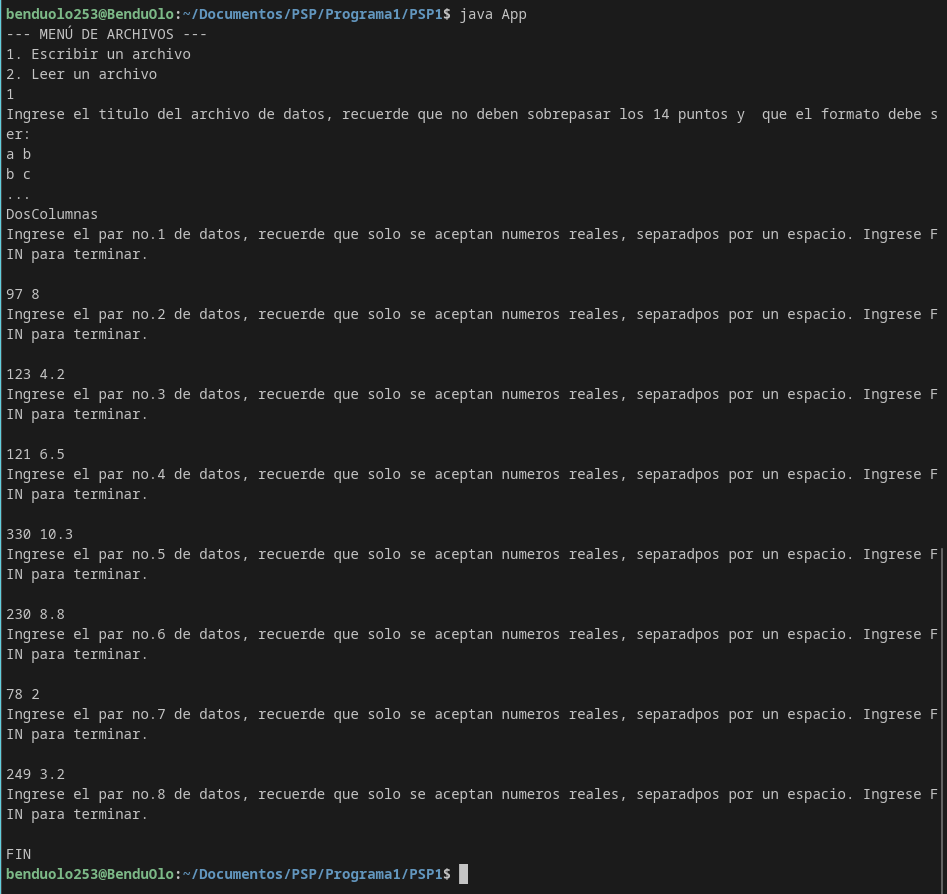 benduolo253@BenduOlo:~/Documentos/PSP/Programa1/PSP1$ java App
--- MENÚ DE ARCHIVOS ---
1. Escribir un archivo
2. Leer un archivo
1
Ingrese el titulo del archivo de datos, recuerde que no deben sobrepasar los 14 puntos y  que el formato debe s
er:
a b
b c
...
DosColumnas
Ingrese el par no.1 de datos, recuerde que solo se aceptan numeros reales, separadpos por un espacio. Ingrese F
IN para terminar.

97 8
Ingrese el par no.2 de datos, recuerde que solo se aceptan numeros reales, separadpos por un espacio. Ingrese F
IN para terminar.

123 4.2
Ingrese el par no.3 de datos, recuerde que solo se aceptan numeros reales, separadpos por un espacio. Ingrese F
IN para terminar.

121 6.5
Ingrese el par no.4 de datos, recuerde que solo se aceptan numeros reales, separadpos por un espacio. Ingrese F
IN para terminar.

330 10.3
Ingrese el par no.5 de datos, recuerde que solo se aceptan numeros reales, separadpos por un espacio. Ingrese F
IN para terminar.

230 8.8
Ingrese el par no.6 de datos, recuerde que solo se aceptan numeros reales, separadpos por un espacio. Ingrese F
IN para terminar.

78 2
Ingrese el par no.7 de datos, recuerde que solo se aceptan numeros reales, separadpos por un espacio. Ingrese F
IN para terminar.

249 3.2
Ingrese el par no.8 de datos, recuerde que solo se aceptan numeros reales, separadpos por un espacio. Ingrese F
IN para terminar.

FIN
benduolo253@BenduOlo:~/Documentos/PSP/Programa1/PSP1$